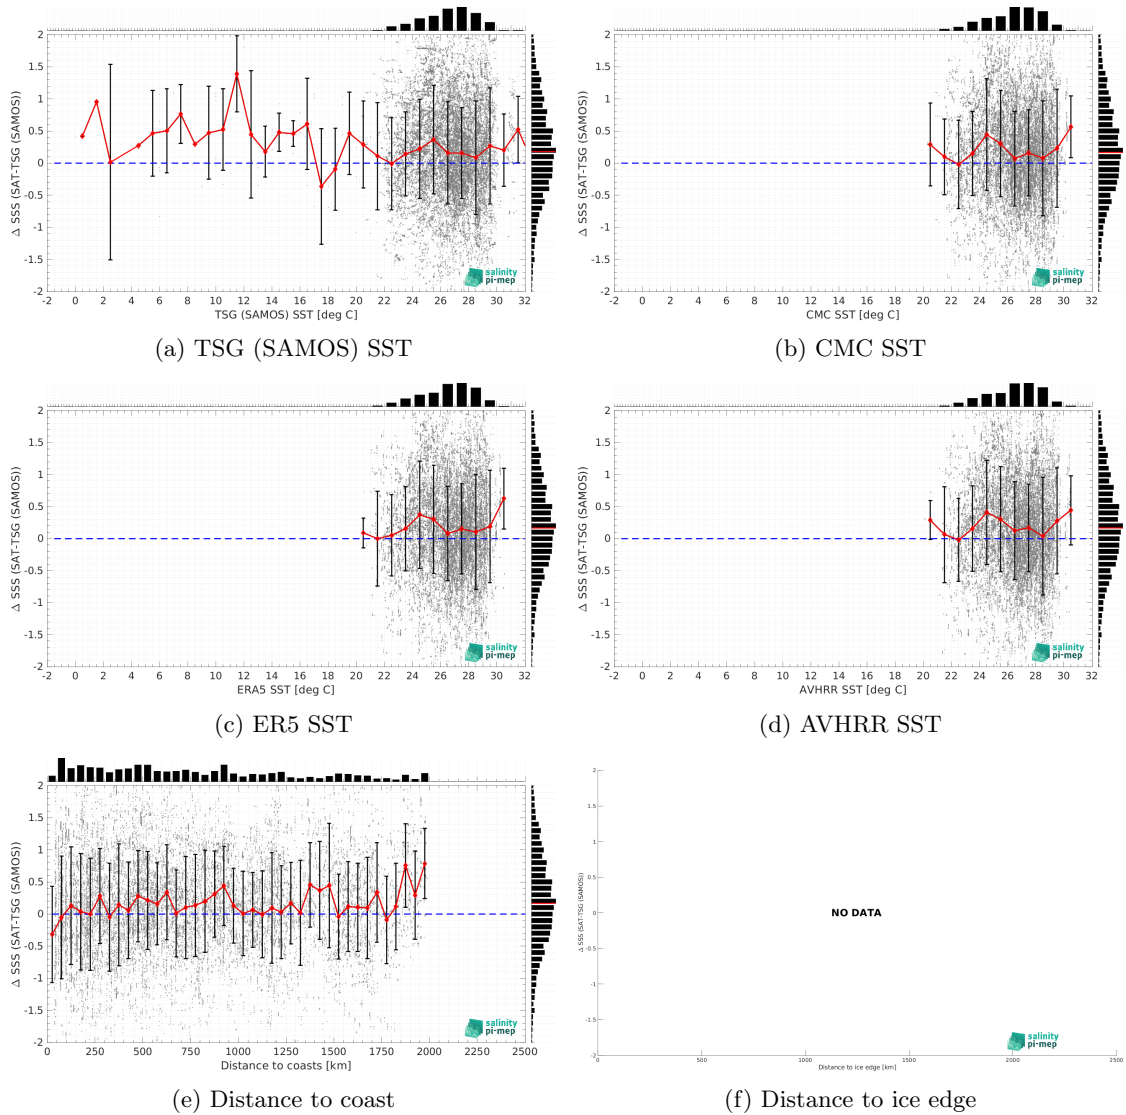 2
1.5
1
0.5
0
-0.5
-1
-1.5
-2
Δ SSS (SAT-TSG (SAMOS))
-2 0 2 4 6 8 10 12 14 16 18 20 22 24 26 28 30 32
TSG (SAMOS) SST [deg C]
salinity
pi-mep
(a) TSG (SAMOS) SST
2
1.5
1
0.5
0
-0.5
-1
-1.5
-2
Δ SSS (SAT-TSG (SAMOS))
-2 0 2 4 6 8 10 12 14 16 18 20 22 24 26 28 30 32
CMC SST [deg C]
salinity
pi-mep
(b) CMC SST
2
1.5
1
0.5
0
-0.5
-1
-1.5
-2
Δ SSS (SAT-TSG (SAMOS))
-2 0 2 4 6 8 10 12 14 16 18 20 22 24 26 28 30 32
ERA5 SST [deg C]
salinity
pi-mep
(c) ER5 SST
2
1.5
1
0.5
0
-0.5
-1
-1.5
-2
Δ SSS (SAT-TSG (SAMOS))
-2 0 2 4 6 8 10 12 14 16 18 20 22 24 26 28 30 32
AVHRR SST [deg C]
salinity
pi-mep
(d) AVHRR SST
2
1.5
1
0.5
0
-0.5
-1
-1.5
-2
Δ SSS (SAT-TSG (SAMOS))
0 250 500 750 1000 1250 1500 1750 2000 2250 2500
Distance to coasts [km]
salinity
pi-mep
(e) Distance to coast
2
1.5
1
0.5
0
-0.5
-1
-1.5
-2
Δ SSS (SAT-TSG (SAMOS))
NO DATA
0 500 1000 1500 2000 2500
Distance to ice edge [km]
salinity
pi-mep
(f) Distance to ice edge